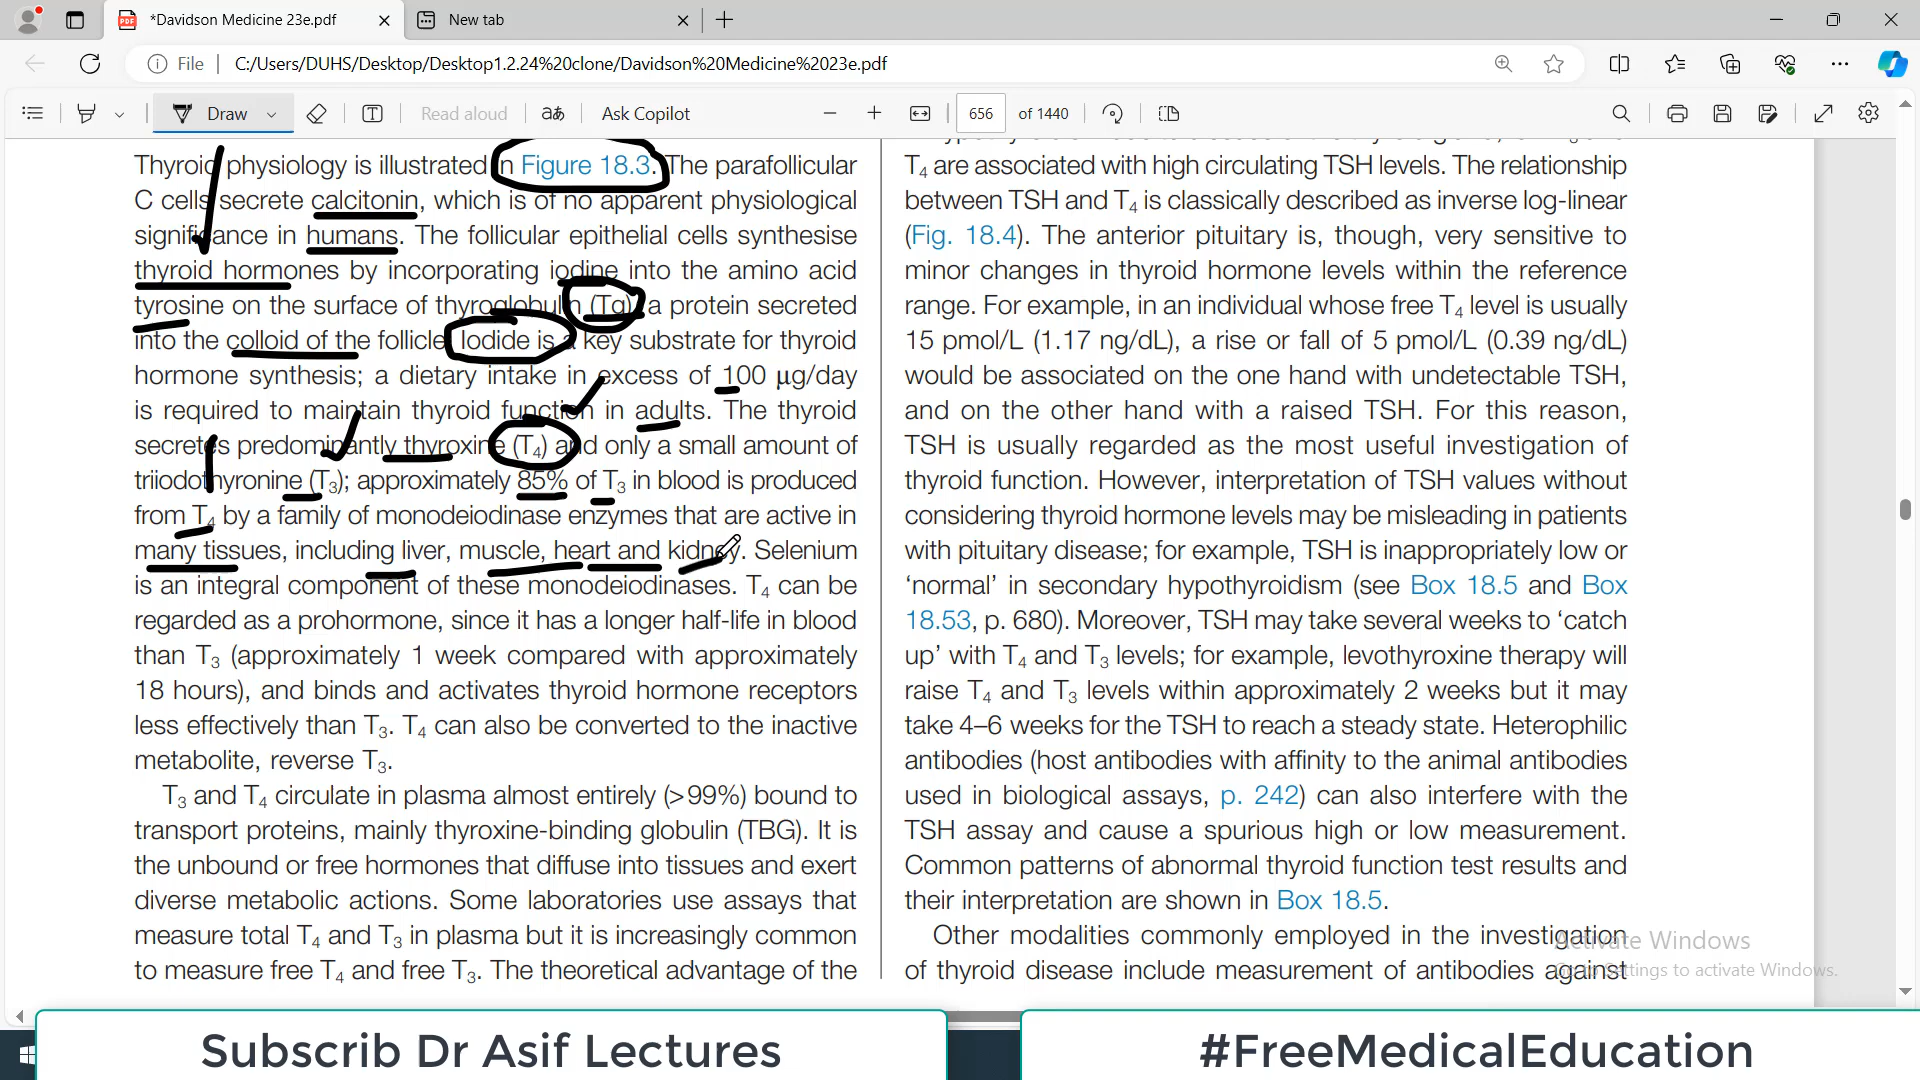 *Davidson Medicine 23e.pdf
New tab
File
C:/Users/DUHS/Desktop/Desktop1.2.24%20clone/Davidson%20Medicine%2023e.pdf
Draw
Read aloud
Ask Copilot
656 of 1440
Thyroid physiology is illustrated in Figure 18.3. The parafollicular
C cells secrete calcitonin, which is of no apparent physiological
significance in humans. The follicular epithelial cells synthesise
thyroid hormones by incorporating iodine into the amino acid
tyrosine on the surface of thyroglobulin (Tg), a protein secreted
into the colloid of the follicle. Iodide is a key substrate for thyroid
hormone synthesis; a dietary intake in excess of 100 μg/day
is required to maintain thyroid function in adults. The thyroid
secretes predominantly thyroxine (T4) and only a small amount of
triiodothyronine (T3); approximately 85% of T3 in blood is produced
from T4 by a family of monodeiodinase enzymes that are active in
many tissues, including liver, muscle, heart and kidney. Selenium
is an integral component of these monodeiodinases. T4 can be
regarded as a prohormone, since it has a longer half-life in blood
than T3 (approximately 1 week compared with approximately
18 hours), and binds and activates thyroid hormone receptors
less effectively than T3. T4 can also be converted to the inactive
metabolite, reverse T3.
T3 and T4 circulate in plasma almost entirely (>99%) bound to
transport proteins, mainly thyroxine-binding globulin (TBG). It is
the unbound or free hormones that diffuse into tissues and exert
diverse metabolic actions. Some laboratories use assays that
measure total T4 and T3 in plasma but it is increasingly common
to measure free T4 and free T3. The theoretical advantage of the
T4 are associated with high circulating TSH levels. The relationship
between TSH and T4 is classically described as inverse log-linear
(Fig. 18.4). The anterior pituitary is, though, very sensitive to
minor changes in thyroid hormone levels within the reference
range. For example, in an individual whose free T4 level is usually
15 pmol/L (1.17 ng/dL), a rise or fall of 5 pmol/L (0.39 ng/dL)
would be associated on the one hand with undetectable TSH,
and on the other hand with a raised TSH. For this reason,
TSH is usually regarded as the most useful investigation of
thyroid function. However, interpretation of TSH values without
considering thyroid hormone levels may be misleading in patients
with pituitary disease; for example, TSH is inappropriately low or
‘normal’ in secondary hypothyroidism (see Box 18.5 and Box
18.53, p. 680). Moreover, TSH may take several weeks to ‘catch
up’ with T4 and T3 levels; for example, levothyroxine therapy will
raise T4 and T3 levels within approximately 2 weeks but it may
take 4–6 weeks for the TSH to reach a steady state. Heterophilic
antibodies (host antibodies with affinity to the animal antibodies
used in biological assays, p. 242) can also interfere with the
TSH assay and cause a spurious high or low measurement.
Common patterns of abnormal thyroid function test results and
their interpretation are shown in Box 18.5.
Other modalities commonly employed in the investigation
of thyroid disease include measurement of antibodies against
Activate Windows
Go to Settings to activate Windows.
Subscrib Dr Asif Lectures
#FreeMedicalEducation